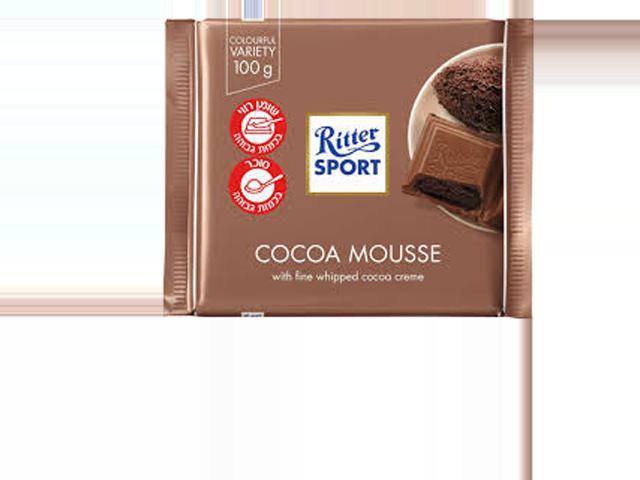 COLOURFUL
VARIETY
100 g
שומן רווי
בכמות גבוהה
סוכר
בכמות גבוהה
Ritter
SPORT
COCOA MOUSSE
with fine whipped cocoa creme